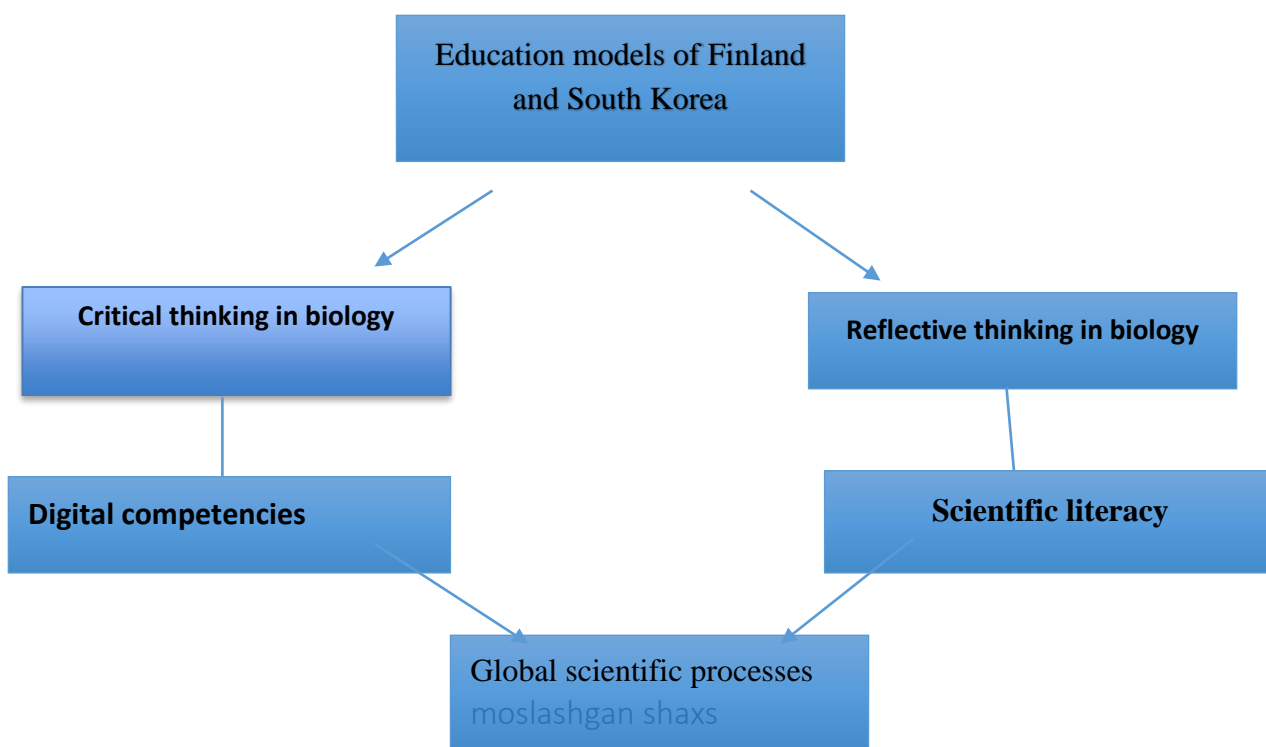 Education models of Finland
and South Korea
Critical thinking in biology
Reflective thinking in biology
Digital competencies
Scientific literacy
Global scientific processes
moslashgan shaxs